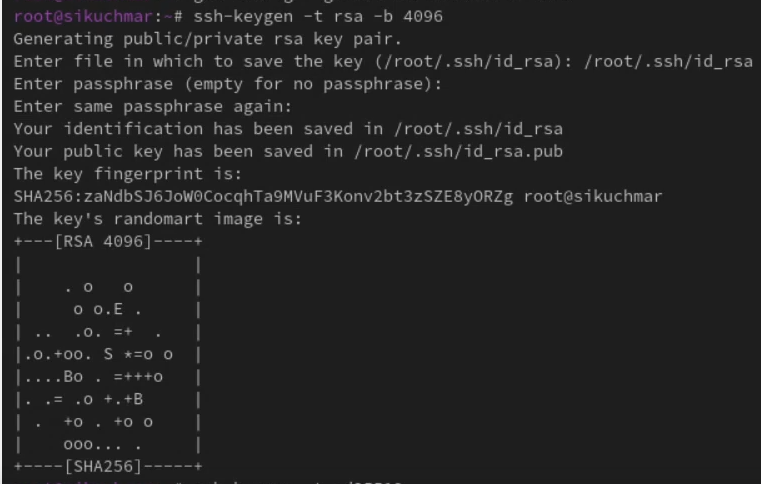 root@sikuchmar:~# ssh-keygen -t rsa -b 4096
Generating public/private rsa key pair.
Enter file in which to save the key (/root/.ssh/id_rsa): /root/.ssh/id_rsa
Enter passphrase (empty for no passphrase):
Enter same passphrase again:
Your identification has been saved in /root/.ssh/id_rsa
Your public key has been saved in /root/.ssh/id_rsa.pub
The key fingerprint is:
SHA256:zaNdbSJ6JoW0CocqhTa9MVuF3Konv2bt3zSZE8yORZg root@sikuchmar
The key's randomart image is:
+---[RSA 4096]----+
|                 |
|    . o   o      |
|     o o.E .     |
| ..  .o. =+  .   |
|.o.+oo. S *=o o  |
|....Bo . =+++o   |
|. .= .o +.+B     |
| .  +o . +o o    |
|    ooo... .     |
+----[SHA256]-----+